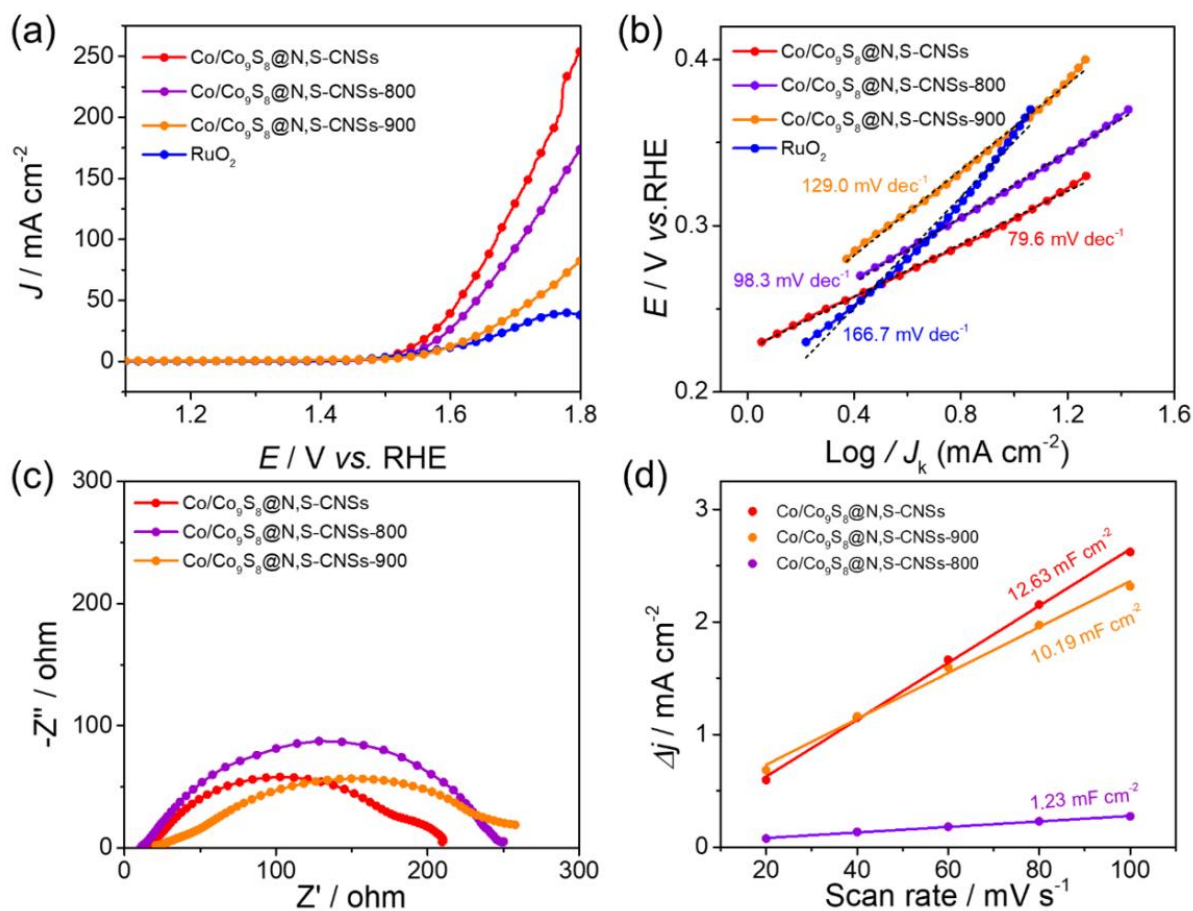 (a)
250
200
150
100
50
0
J / mA cm⁻²
Co/Co₉S₈@N,S-CNSs
Co/Co₉S₈@N,S-CNSs-800
Co/Co₉S₈@N,S-CNSs-900
RuO₂
1.2
1.4
1.6
1.8
E / V vs. RHE
(b)
0.4
0.3
0.2
E / V vs.RHE
Co/Co₉S₈@N,S-CNSs
Co/Co₉S₈@N,S-CNSs-800
Co/Co₉S₈@N,S-CNSs-900
RuO₂
129.0 mV dec⁻¹
79.6 mV dec⁻¹
98.3 mV dec⁻¹
166.7 mV dec⁻¹
0.0
0.4
0.8
1.2
1.6
Log / Jₖ (mA cm⁻²)
(c)
300
200
100
0
-Z" / ohm
Co/Co₉S₈@N,S-CNSs
Co/Co₉S₈@N,S-CNSs-800
Co/Co₉S₈@N,S-CNSs-900
0
100
200
300
Z' / ohm
(d)
3
2
1
0
Δj / mA cm⁻²
Co/Co₉S₈@N,S-CNSs
Co/Co₉S₈@N,S-CNSs-900
Co/Co₉S₈@N,S-CNSs-800
12.63 mF cm⁻²
10.19 mF cm⁻²
1.23 mF cm⁻²
20
40
60
80
100
Scan rate / mV s⁻¹